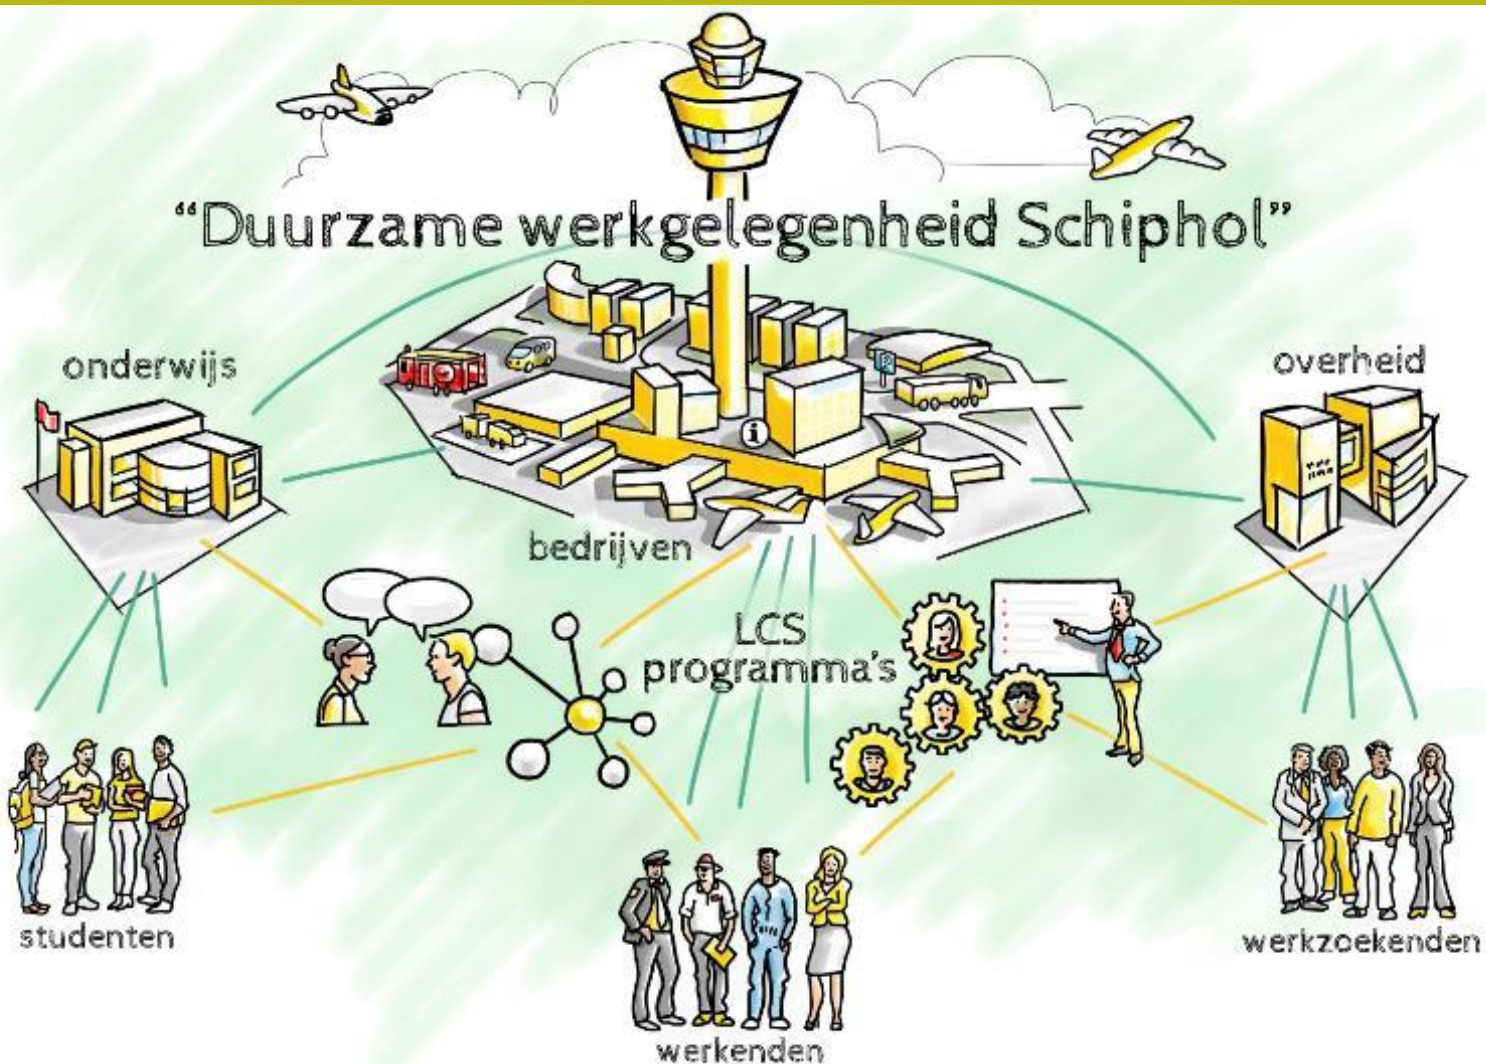 “Duurzame werkgelegenheid Schiphol”
onderwijs
overheid
bedrijven
LCS
programma's
studenten
werkzoekenden
werkenden